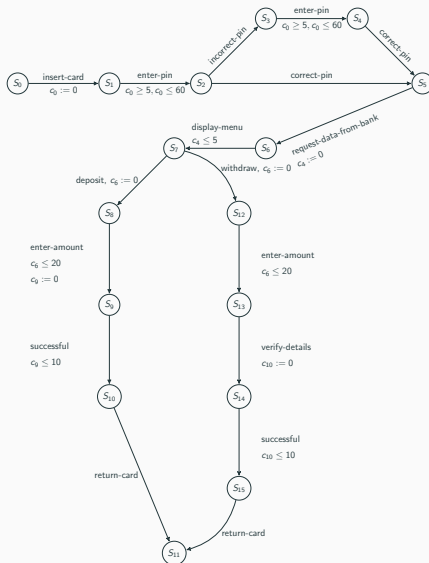 S3
enter-pin
c0 ≥ 5, c0 ≤ 60
S4
incorrect-pin
correct-pin
S0
insert-card
c0 := 0
S1
enter-pin
c0 ≥ 5, c0 ≤ 60
S2
correct-pin
S5
request-data-from-bank
c4 := 0
S6
display-menu
c4 ≤ 5
S7
deposit, c6 := 0
withdraw, c6 := 0
S8
S12
enter-amount
c6 ≤ 20
c9 := 0
enter-amount
c6 ≤ 20
S9
S13
successful
c9 ≤ 10
verify-details
c10 := 0
S10
S14
successful
c10 ≤ 10
return-card
S15
return-card
S11